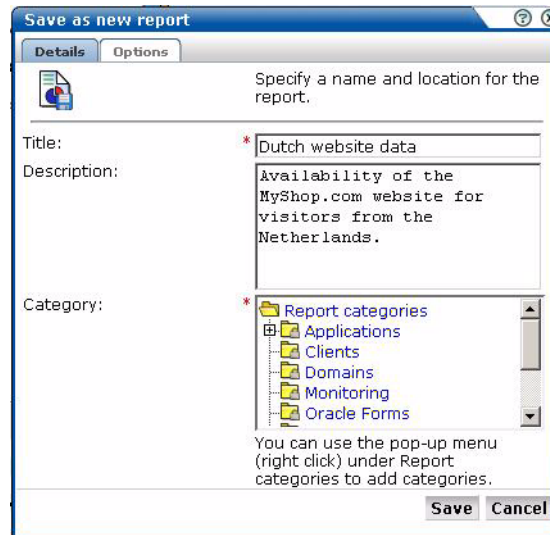 Save as new report
Details
Options
Specify a name and location for the
report.
Title:
* Dutch website data
Description:
Availability of the
MyShop.com website for
visitors from the
Netherlands.
Category:
* Report categories
Applications
Clients
Domains
Monitoring
Oracle Forms
You can use the pop-up menu
(right click) under Report
categories to add categories.
Save Cancel